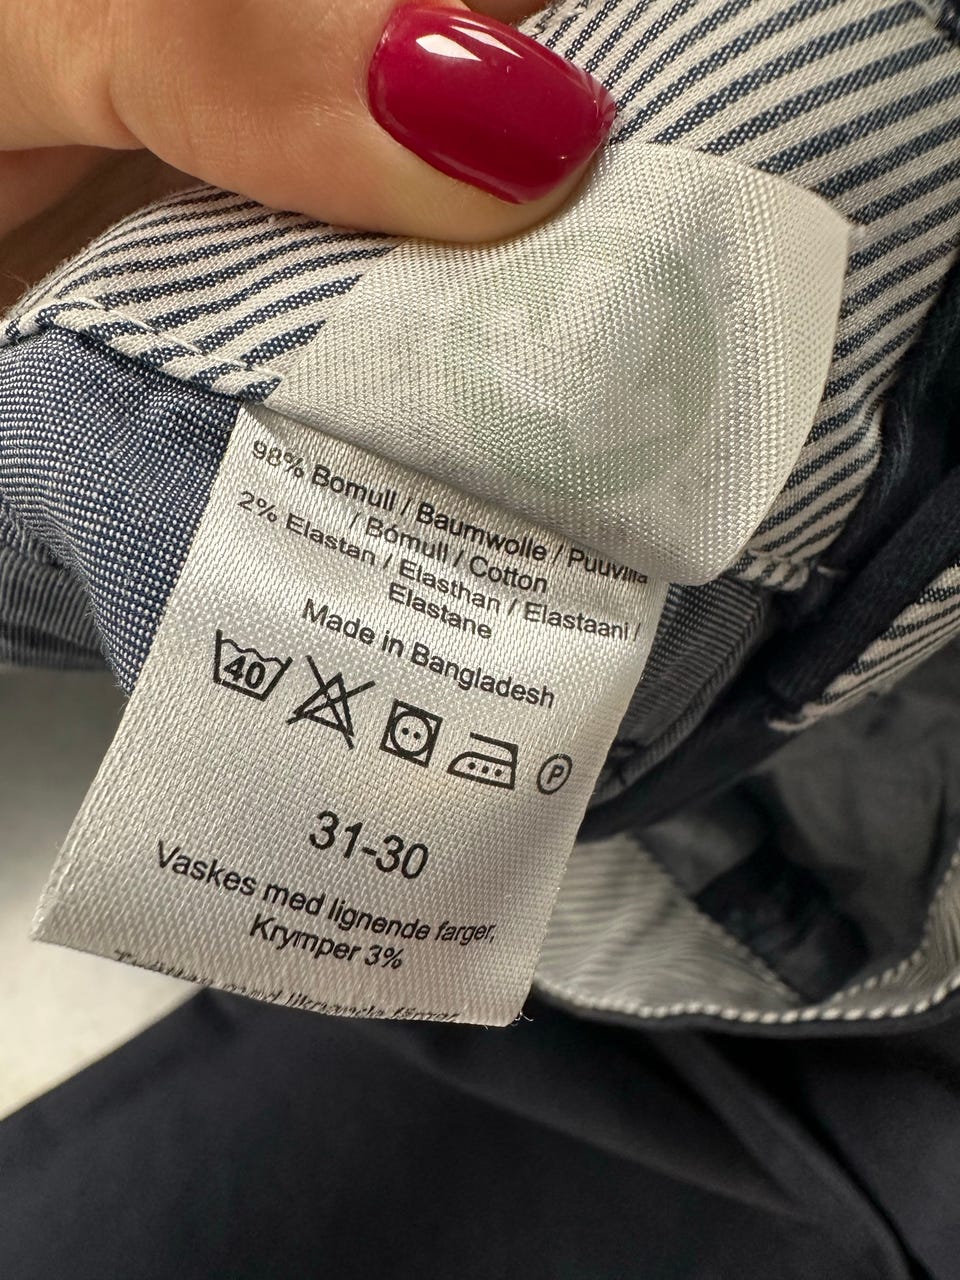 98% Bomull / Baumwolle / Puuvilla
/ Bómull / Cotton
2% Elastan / Elasthan / Elastaani /
Elastane
Made in Bangladesh
40
P
31-30
Vaskes med lignende farger,
Krymper 3%